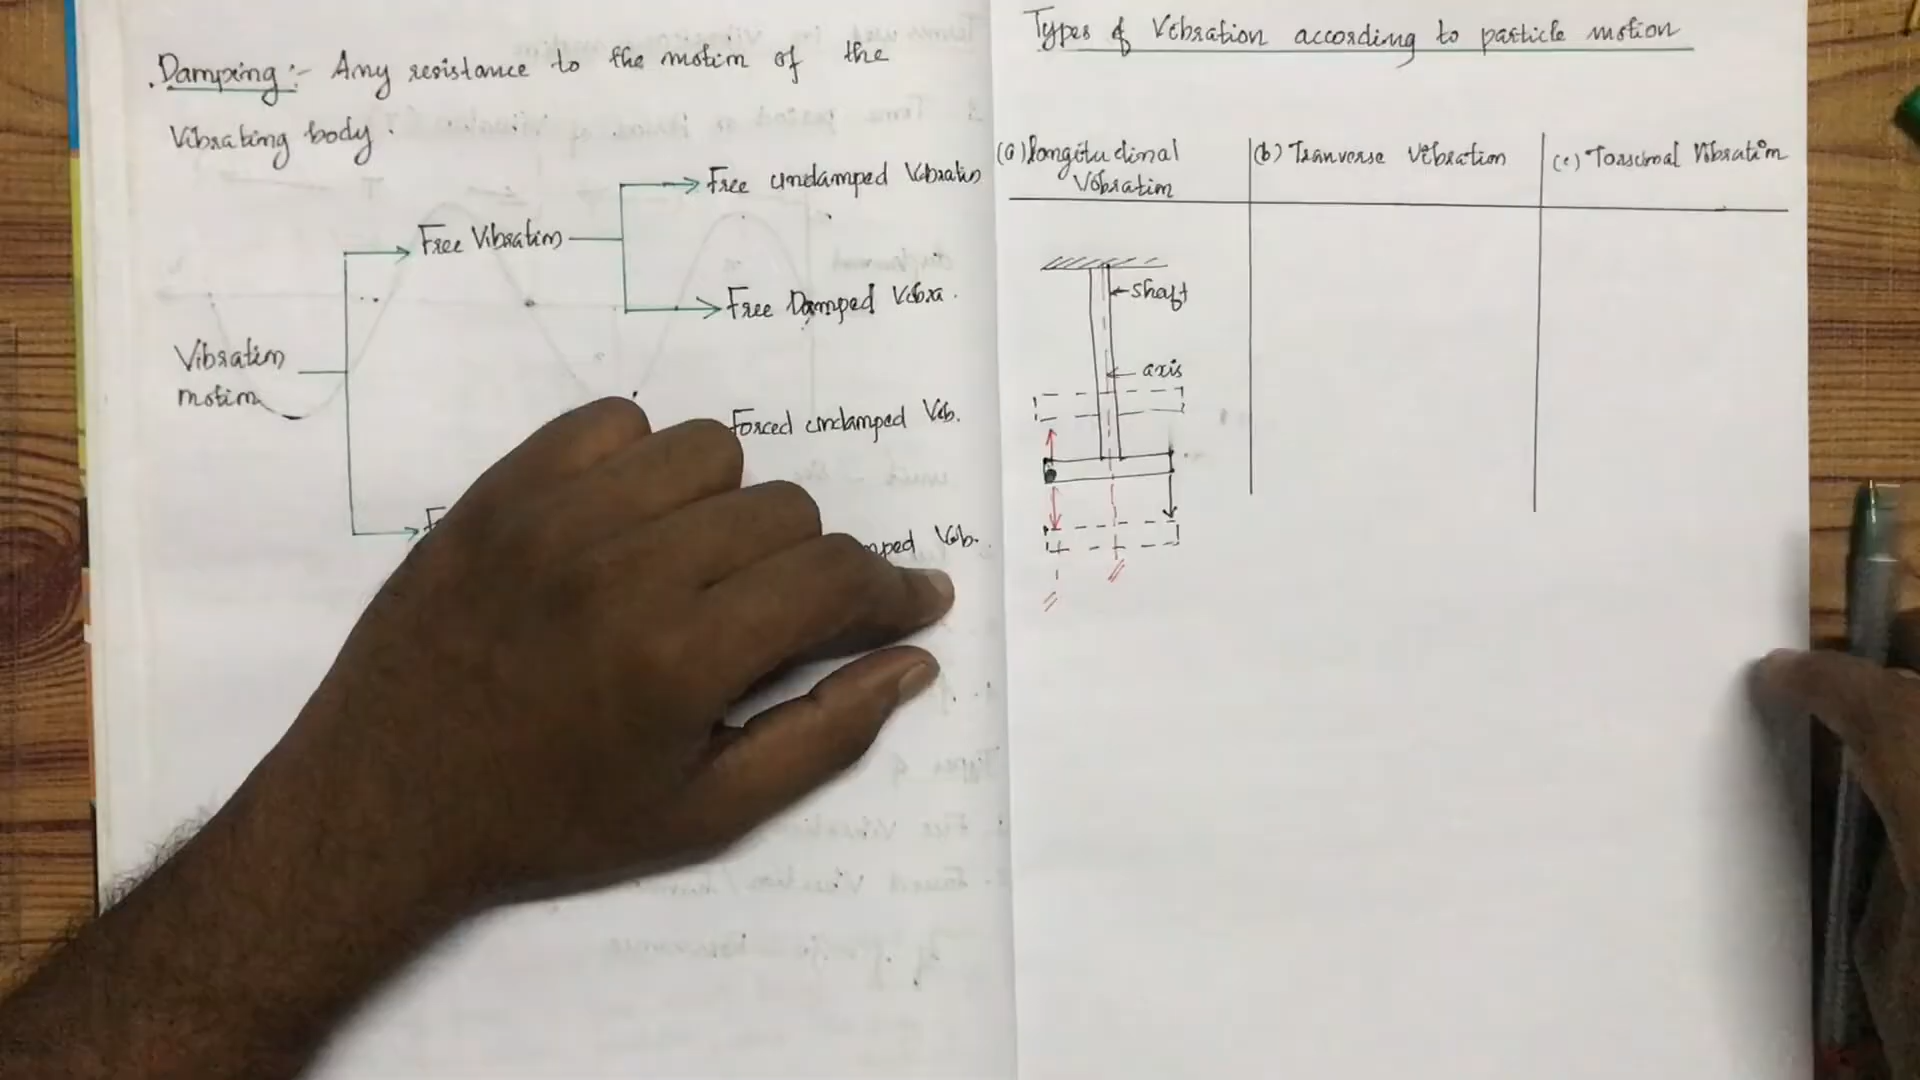 Damping :- Any resistance to the motion of the
Vibrating body.
Free undamped Vibration
Free Vibration
Free Damped Vibra.
Vibration
motion
Forced undamped Vib.
mped Vib.
Types of Vibration according to particle motion
(a) Longitudinal
Vibration
(b) Tranverse Vibration
(c) Torsional Vibration
shaft
axis